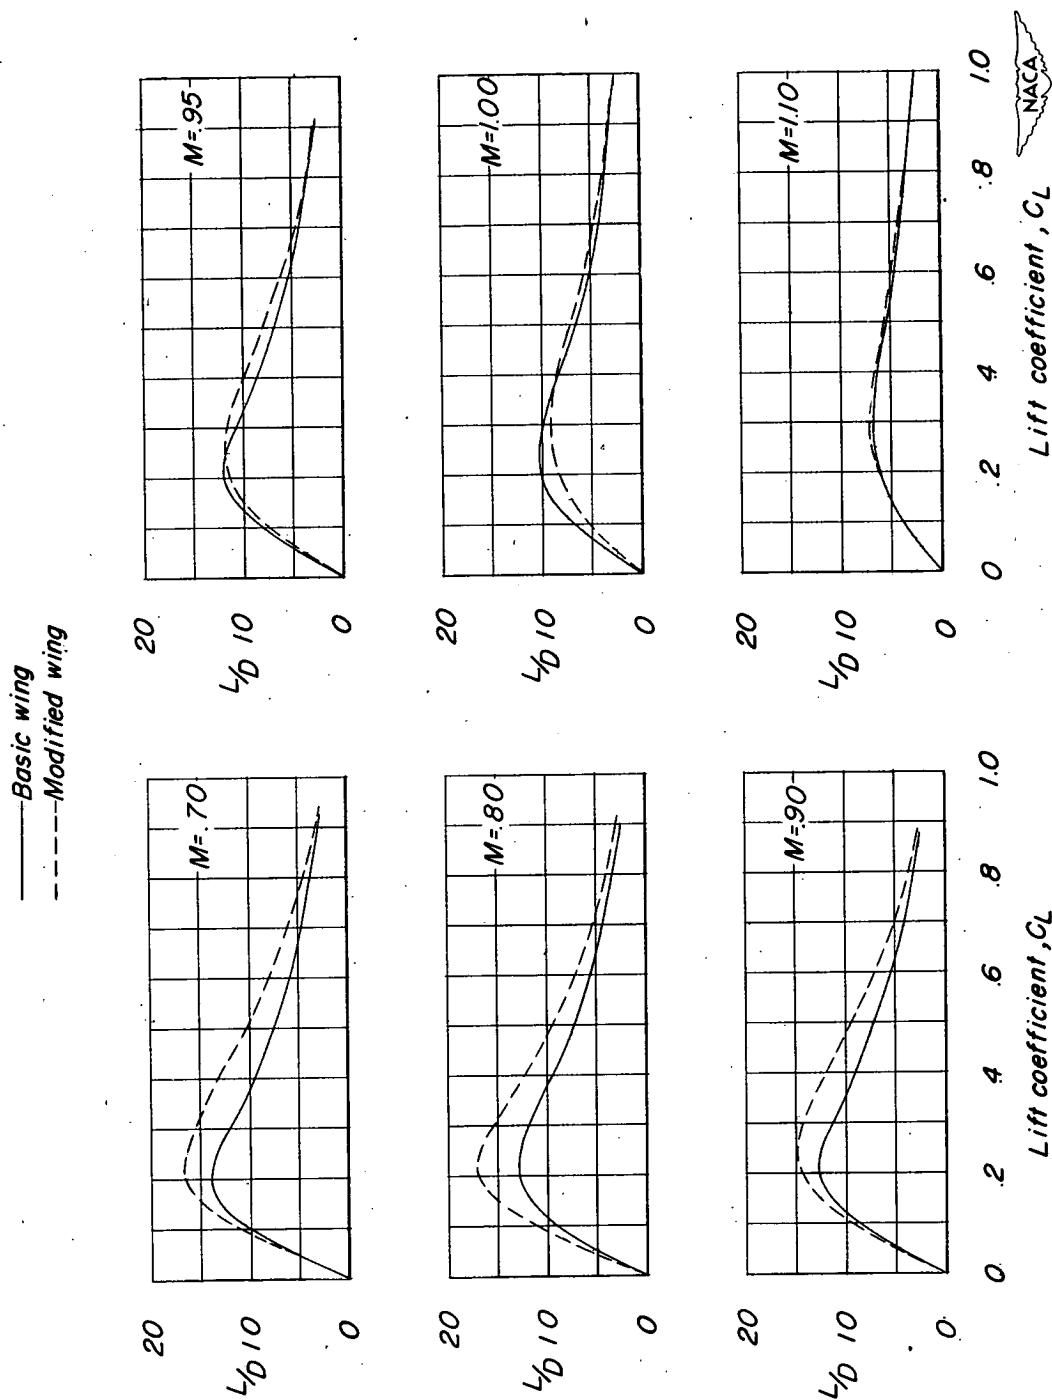 Basic wing
Modified wing
20
L/D 10
0
M=.70
20
L/D 10
0
M=.80
20
L/D 10
0
M=.90
0 .2 .4 .6 .8 1.0
Lift coefficient, CL
20
L/D 10
0
M=.95
20
L/D 10
0
M=1.00
20
L/D 10
0
M=1.10
0 .2 .4 .6 .8 1.0
Lift coefficient, CL
NACA